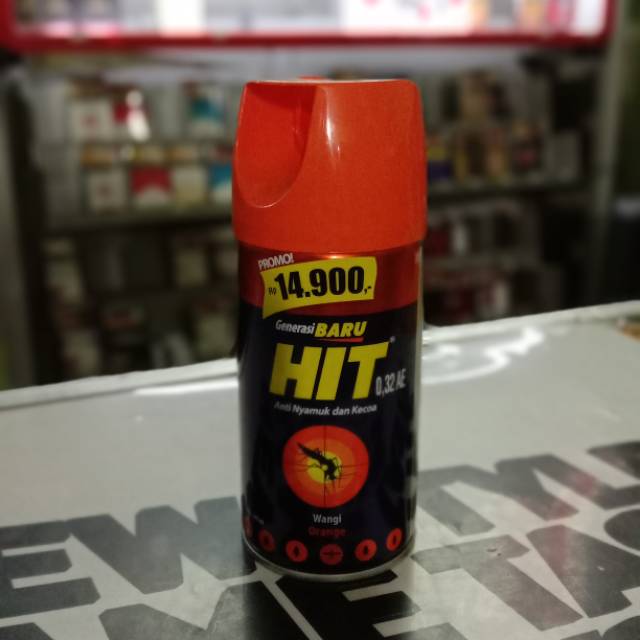 PROMO!
Rp 14.900,-
Generasi BARU
HIT 0,32 AE
Anti Nyamuk dan Kecoa
Wangi
Orange